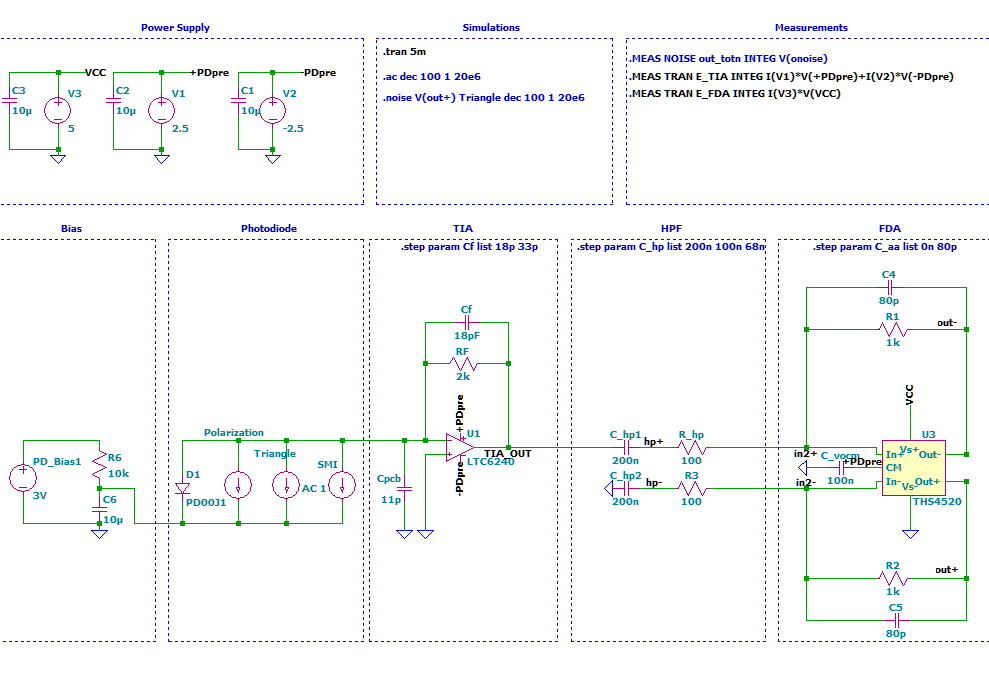 Power Supply
Simulations
Measurements
.tran 5m
.ac dec 100 1 20e6
.noise V(out+) Triangle dec 100 1 20e6
.MEAS NOISE out_totn INTEG V(onoise)
.MEAS TRAN E_TIA INTEG I(V1)*V(+PDpre)+I(V2)*V(-PDpre)
.MEAS TRAN E_FDA INTEG I(V3)*V(VCC)
VCC
+PDpre
-PDpre
C3
10µ
V3
5
C2
10µ
V1
2.5
C1
10µ
V2
-2.5
Bias
Photodiode
TIA
HPF
FDA
.step param Cf list 18p 33p
.step param C_hp list 200n 100n 68n
.step param C_aa list 0n 80p
PD_Bias1
3V
R6
10k
C6
10µ
Polarization
Triangle
SMI
D1
PD00J1
AC 1
Cpcb
11p
Cf
18pF
RF
2k
+PDpre
U1
TIA_OUT
LTC6240
-PDpre
C_hp1
hp+
200n
R_hp
100
C_hp2
hp-
200n
R3
100
C4
80p
R1
1k
out-
VCC
U3
in2+
C_vocm
+PDpre
100n
in2-
In+
Vs+
Out-
CM
In-
Vs-
Out+
THS4520
R2
1k
out+
C5
80p